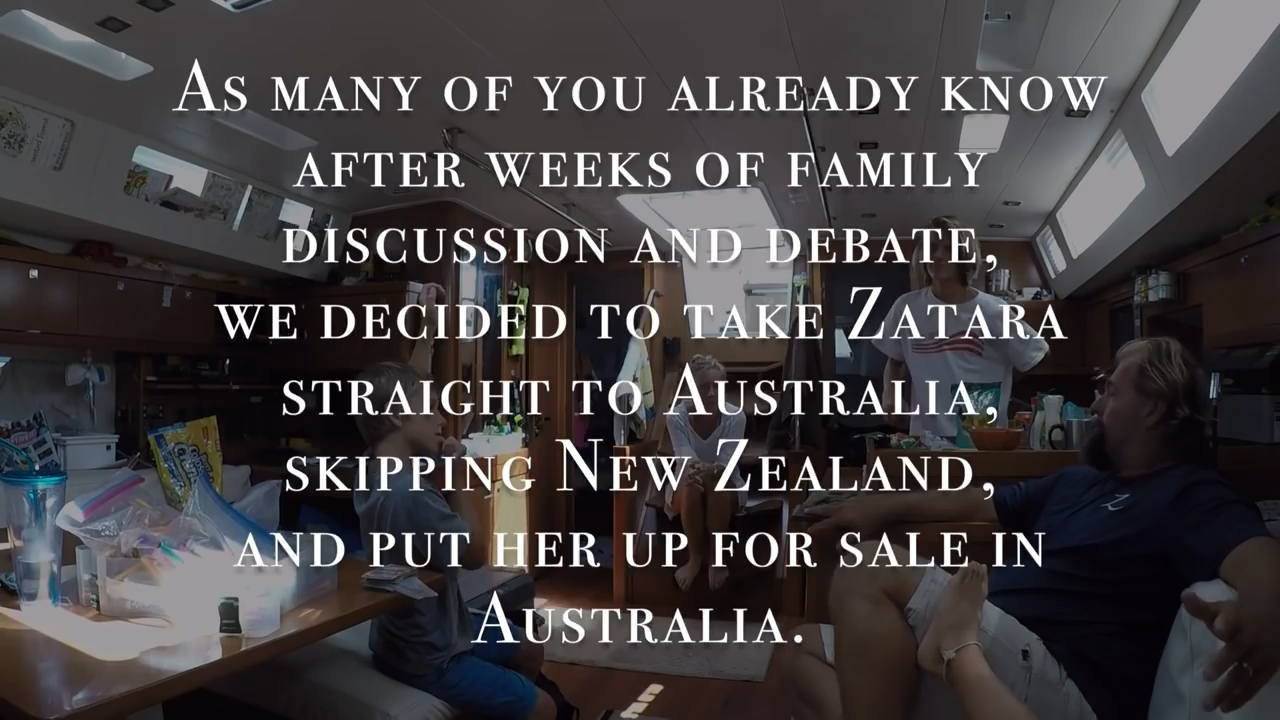 As many of you already know
after weeks of family
discussion and debate,
we decided to take Zatara
straight to Australia,
skipping New Zealand,
and put her up for sale in
Australia.